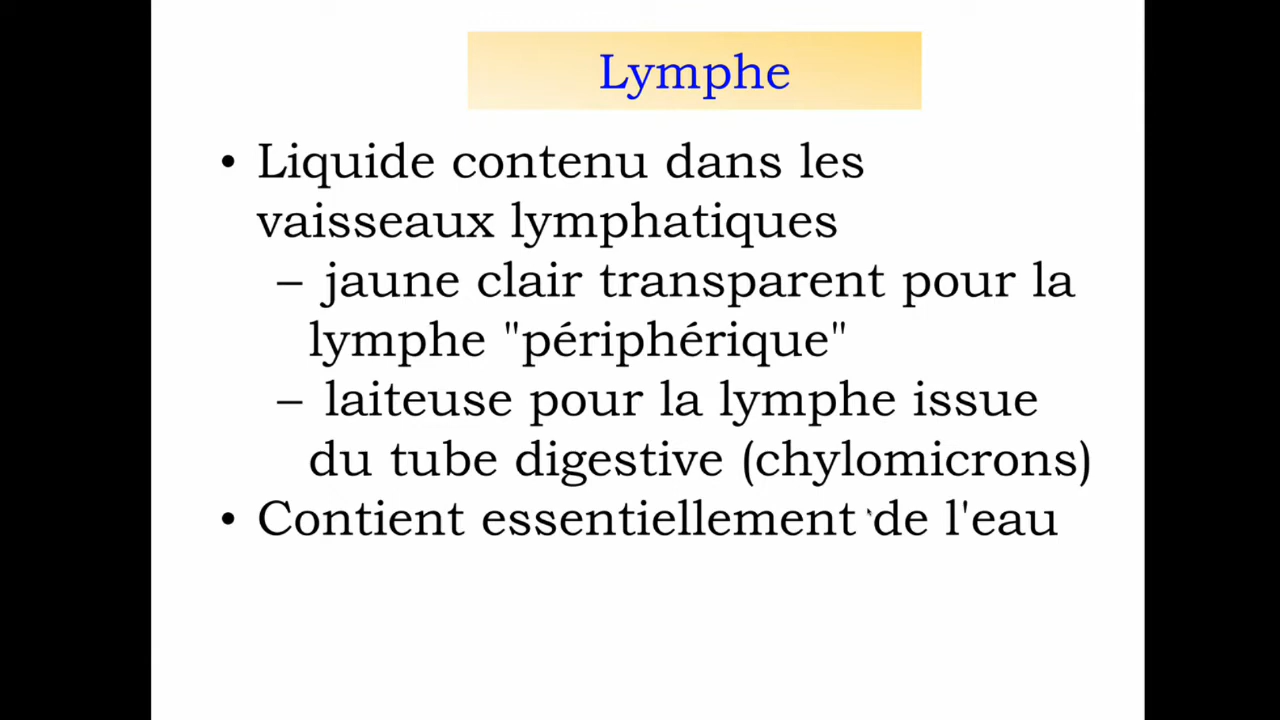 Lymphe
• Liquide contenu dans les
vaisseaux lymphatiques
– jaune clair transparent pour la
lymphe "périphérique"
– laiteuse pour la lymphe issue
du tube digestive (chylomicrons)
• Contient essentiellement de l'eau